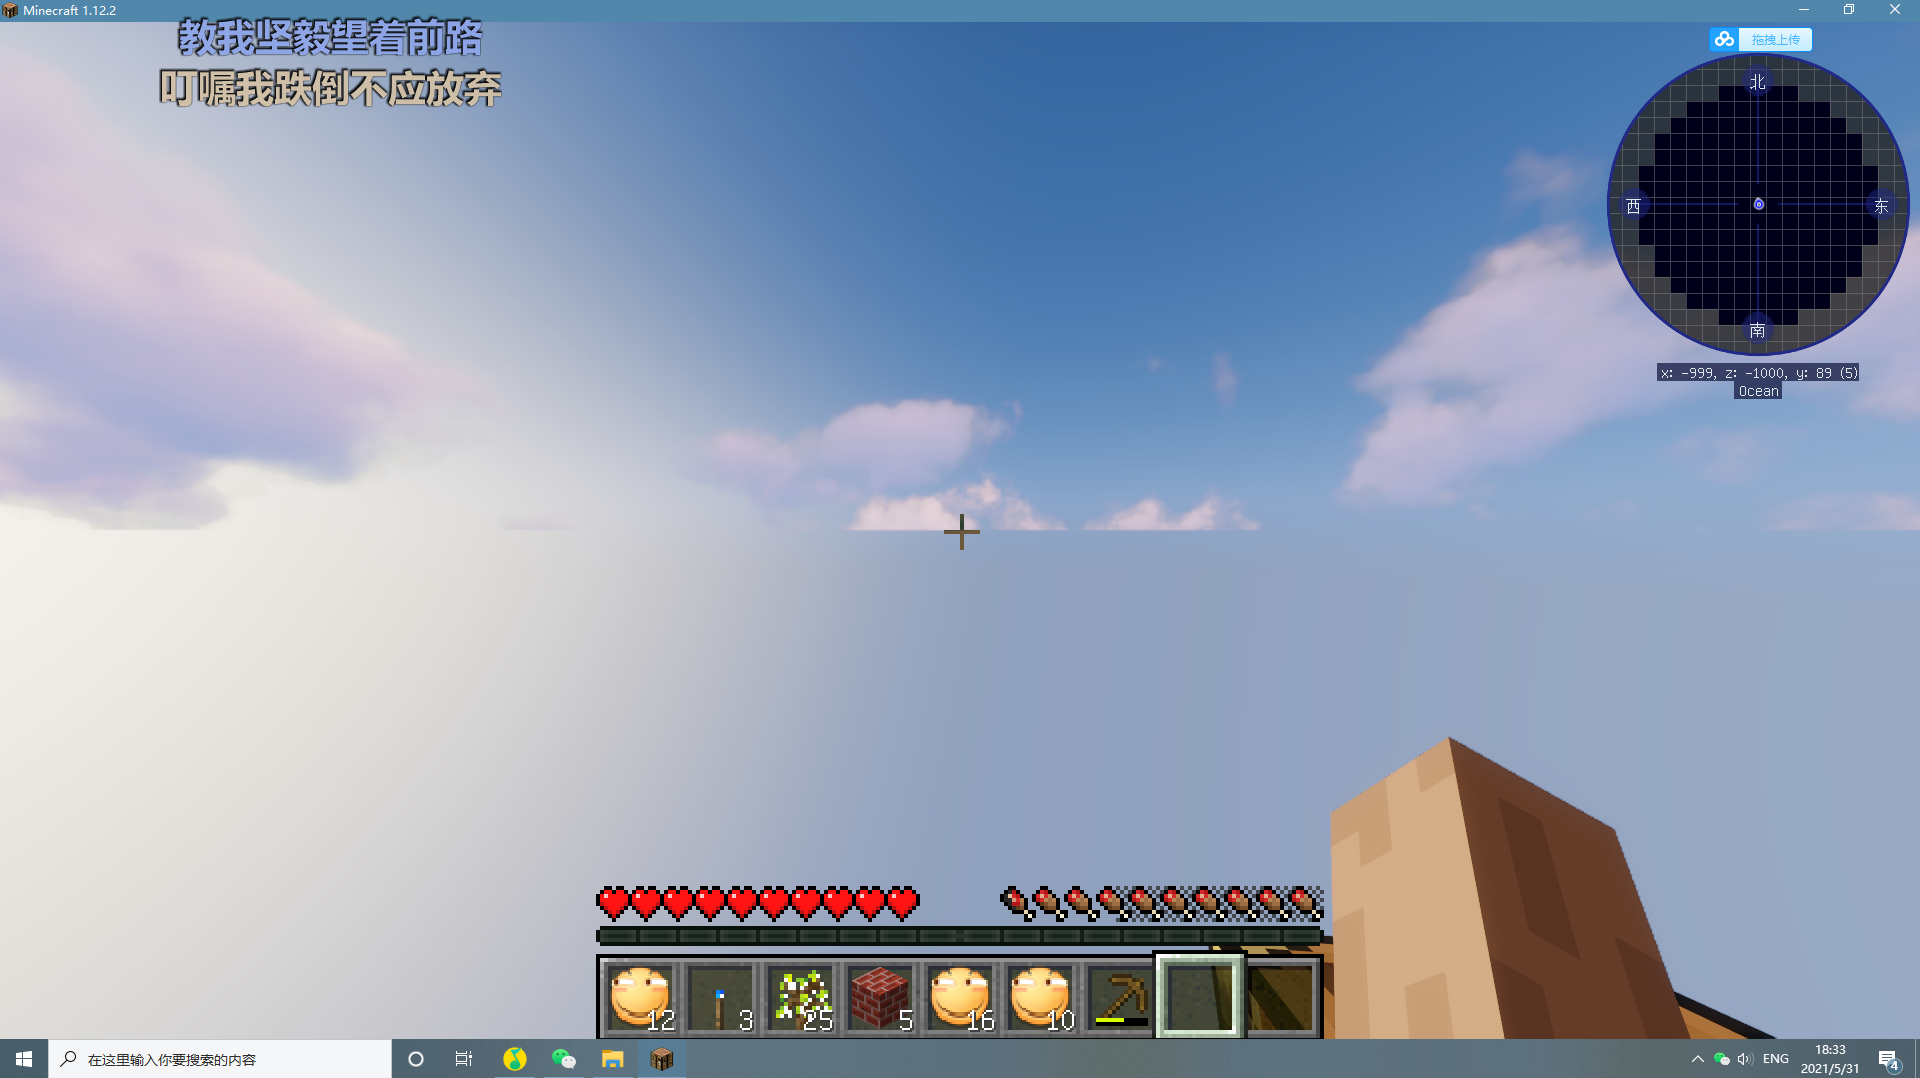 Minecraft 1.12.2
教我坚毅望着前路
叮嘱我跌倒不应放弃
拖拽上传
北
西
东
南
x: -999, z: -1000, y: 89 (5)
Ocean
12
3
25
5
16
10
在这里输入你要搜索的内容
ENG
18:33
2021/5/31
4